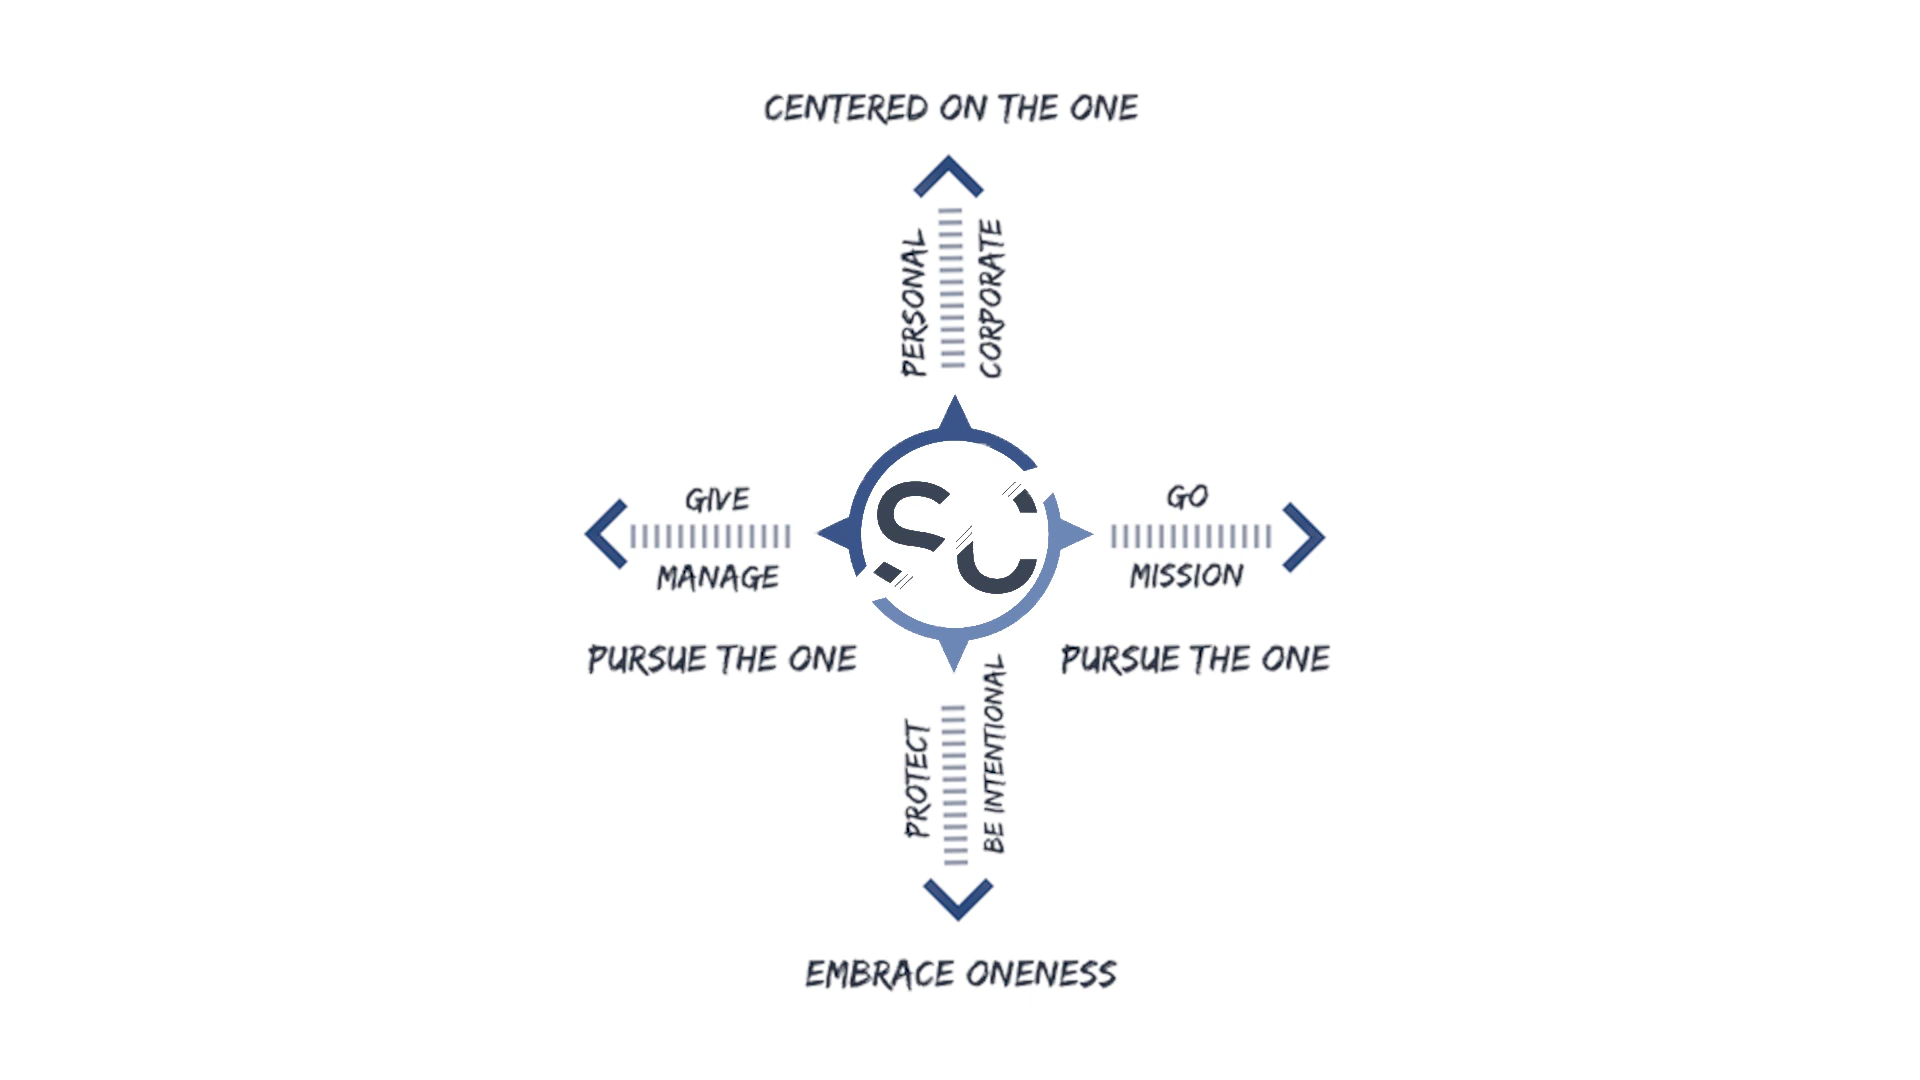 CENTERED ON THE ONE
PERSONAL
CORPORATE
GIVE
MANAGE
PURSUE THE ONE
SC
GO
MISSION
PURSUE THE ONE
PROTECT
BE INTENTIONAL
EMBRACE ONENESS